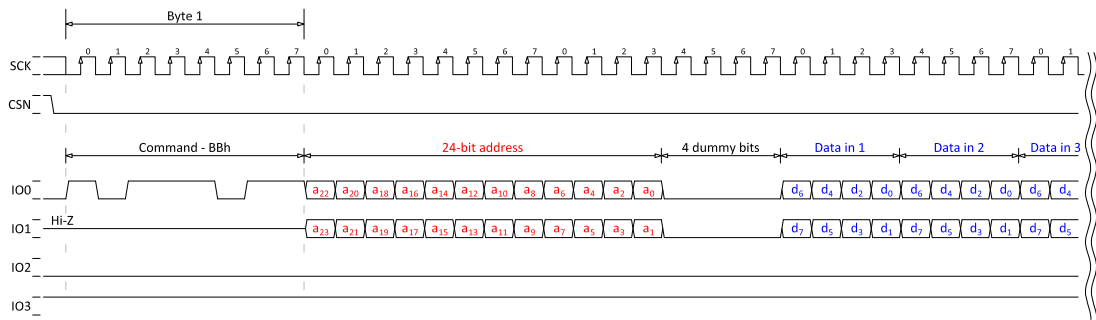 Byte 1
0 1 2 3 4 5 6 7 0 1 2 3 4 5 6 7 0 1 2 3 4 5 6 7 0 1 2 3 4 5 6 7 0 1
SCK
CSN
Command - BBh 24-bit address 4 dummy bits Data in 1 Data in 2 Data in 3
IO0 a22 a20 a18 a16 a14 a12 a10 a8 a6 a4 a2 a0 d6 d4 d2 d0 d6 d4 d2 d0 d6 d4
IO1 Hi-Z a23 a21 a19 a17 a15 a13 a11 a9 a7 a5 a3 a1 d7 d5 d3 d1 d7 d5 d3 d1 d7 d5
IO2
IO3